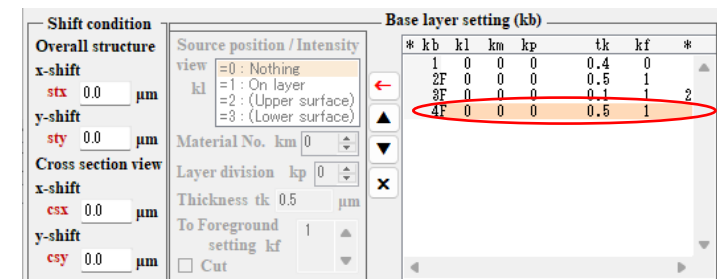 Shift condition
Overall structure
x-shift
stx 0.0 µm
y-shift
sty 0.0 µm
Cross section view
x-shift
csx 0.0 µm
y-shift
csy 0.0 µm
Source position / Intensity
view
kl
=0 : Nothing
=1 : On layer
=2 : (Upper surface)
=3 : (Lower surface)
Material No. km 0
Layer division kp 0
Thickness tk 0.5 µm
To Foreground
setting kf
1
Cut
Base layer setting (kb)
* kb kl km kp tk kf *
1 0 0 0 0.4 0
2F 0 0 0 0.5 1
3F 0 0 0 0.1 1 2
4F 0 0 0 0.5 1